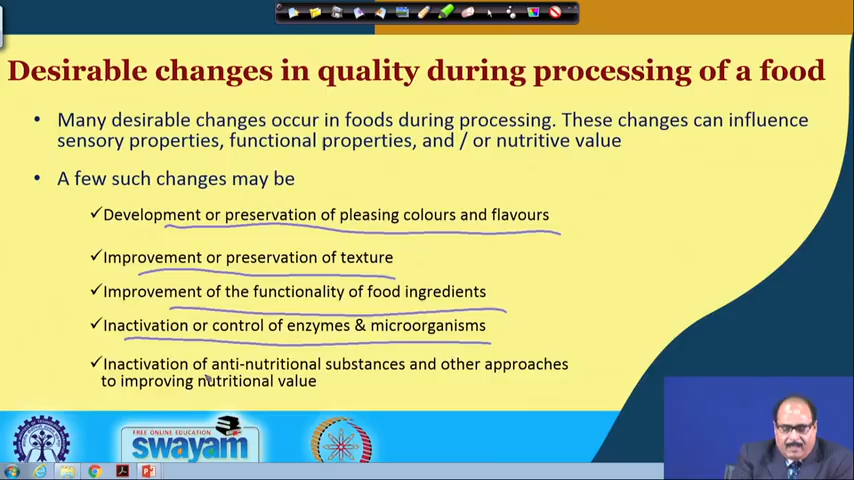 Desirable changes in quality during processing of a food
• Many desirable changes occur in foods during processing. These changes can influence
sensory properties, functional properties, and / or nutritive value
• A few such changes may be
✓Development or preservation of pleasing colours and flavours
✓Improvement or preservation of texture
✓Improvement of the functionality of food ingredients
✓Inactivation or control of enzymes & microorganisms
✓Inactivation of anti-nutritional substances and other approaches
to improving nutritional value
FREE ONLINE EDUCATION
swayam